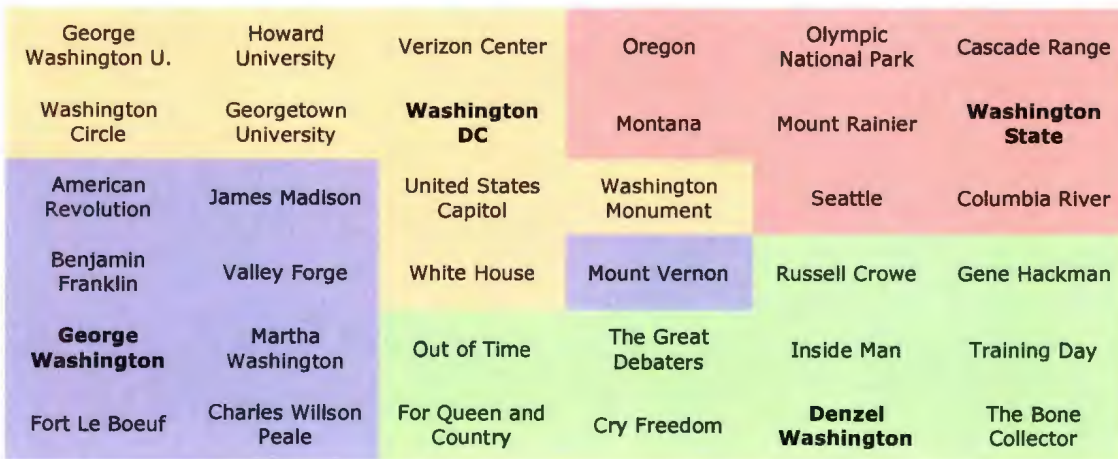 George Washington U. Howard University Verizon Center Oregon Olympic National Park Cascade Range
Washington Circle Georgetown University Washington DC Montana Mount Rainier Washington State
American Revolution James Madison United States Capitol Washington Monument Seattle Columbia River
Benjamin Franklin Valley Forge White House Mount Vernon Russell Crowe Gene Hackman
George Washington Martha Washington Out of Time The Great Debaters Inside Man Training Day
Fort Le Boeuf Charles Willson Peale For Queen and Country Cry Freedom Denzel Washington The Bone Collector